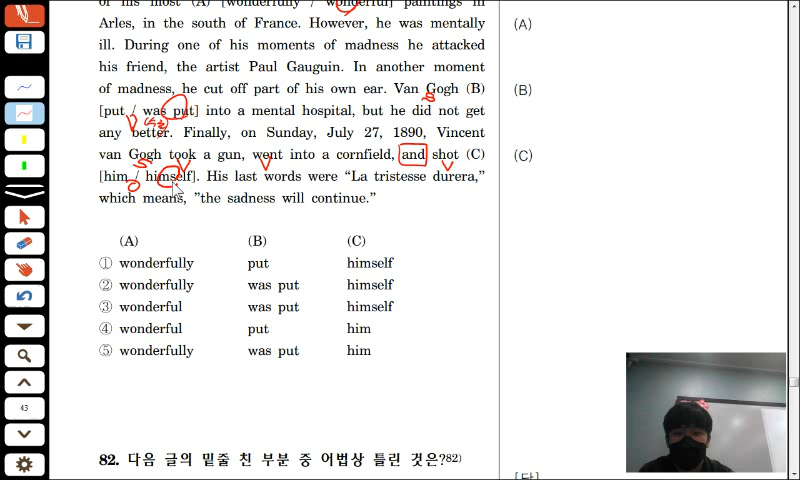 of his most (A) [wonderfully / wonderful] paintings in
Arles, in the south of France. However, he was mentally
ill. During one of his moments of madness he attacked
his friend, the artist Paul Gauguin. In another moment
of madness, he cut off part of his own ear. Van Gogh (B)
[put / was put] into a mental hospital, but he did not get
any better. Finally, on Sunday, July 27, 1890, Vincent
van Gogh took a gun, went into a cornfield, and shot (C)
[him / himself]. His last words were “La tristesse durera,”
which means, ”the sadness will continue.”
(A) (B) (C)
① wonderfully put himself
② wonderfully was put himself
③ wonderful was put himself
④ wonderful put him
⑤ wonderfully was put him
82. 다음 글의 밑줄 친 부분 중 어법상 틀린 것은?82)
(A)
(B)
(C)
43